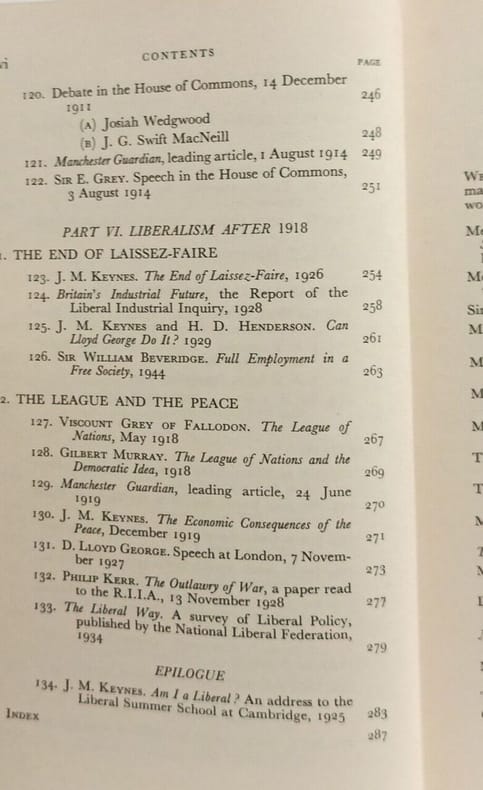 vi
CONTENTS
PAGE
120. Debate in the House of Commons, 14 December
1911
246
(A) Josiah Wedgwood
(B) J. G. Swift MacNeill 248
121. Manchester Guardian, leading article, 1 August 1914 249
122. SIR E. GREY. Speech in the House of Commons,
3 August 1914 251
PART VI. LIBERALISM AFTER 1918
1. THE END OF LAISSEZ-FAIRE
123. J. M. KEYNES. The End of Laissez-Faire, 1926 254
124. Britain's Industrial Future, the Report of the
Liberal Industrial Inquiry, 1928 258
125. J. M. KEYNES and H. D. HENDERSON. Can
Lloyd George Do It? 1929 261
126. SIR WILLIAM BEVERIDGE. Full Employment in a
Free Society, 1944 263
2. THE LEAGUE AND THE PEACE
127. VISCOUNT GREY OF FALLODON. The League of
Nations, May 1918 267
128. GILBERT MURRAY. The League of Nations and the
Democratic Idea, 1918 269
129. Manchester Guardian, leading article, 24 June
1919 270
130. J. M. KEYNES. The Economic Consequences of the
Peace, December 1919 271
131. D. LLOYD GEORGE. Speech at London, 7 Novem-
ber 1927 273
132. PHILIP KERR. The Outlawry of War, a paper read
to the R.I.I.A., 13 November 1928 277
133. The Liberal Way. A survey of Liberal Policy,
published by the National Liberal Federation,
1934 279
EPILOGUE
134. J. M. KEYNES. Am I a Liberal? An address to the
Liberal Summer School at Cambridge, 1925 283
INDEX 287